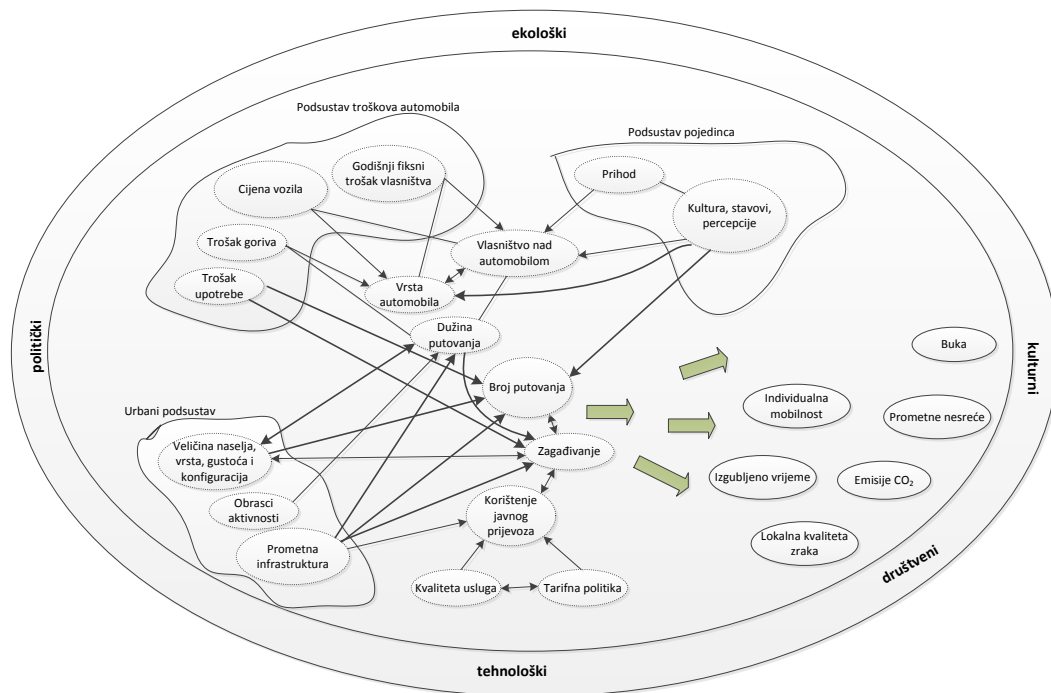 ekološki
Podsustav troškova automobila
Podsustav pojedinca
Godišnji fiksni
trošak vlasništva
Prihod
Cijena vozila
Kultura, stavovi,
percepcije
Trošak goriva
Vlasništvo nad
automobilom
Trošak
upotrebe
Vrsta
automobila
Dužina
putovanja
politički
kulturni
Buka
Broj putovanja
Individualna
mobilnost
Prometne nesreće
Urbani podsustav
Veličina naselja,
vrsta, gustoća i
konfiguracija
Zagađivanje
Izgubljeno vrijeme
Emisije CO₂
Obrasci
aktivnosti
Korištenje
javnog
prijevoza
Prometna
infrastruktura
Lokalna kvaliteta
zraka
društveni
Kvaliteta usluga
Tarifna politika
tehnološki